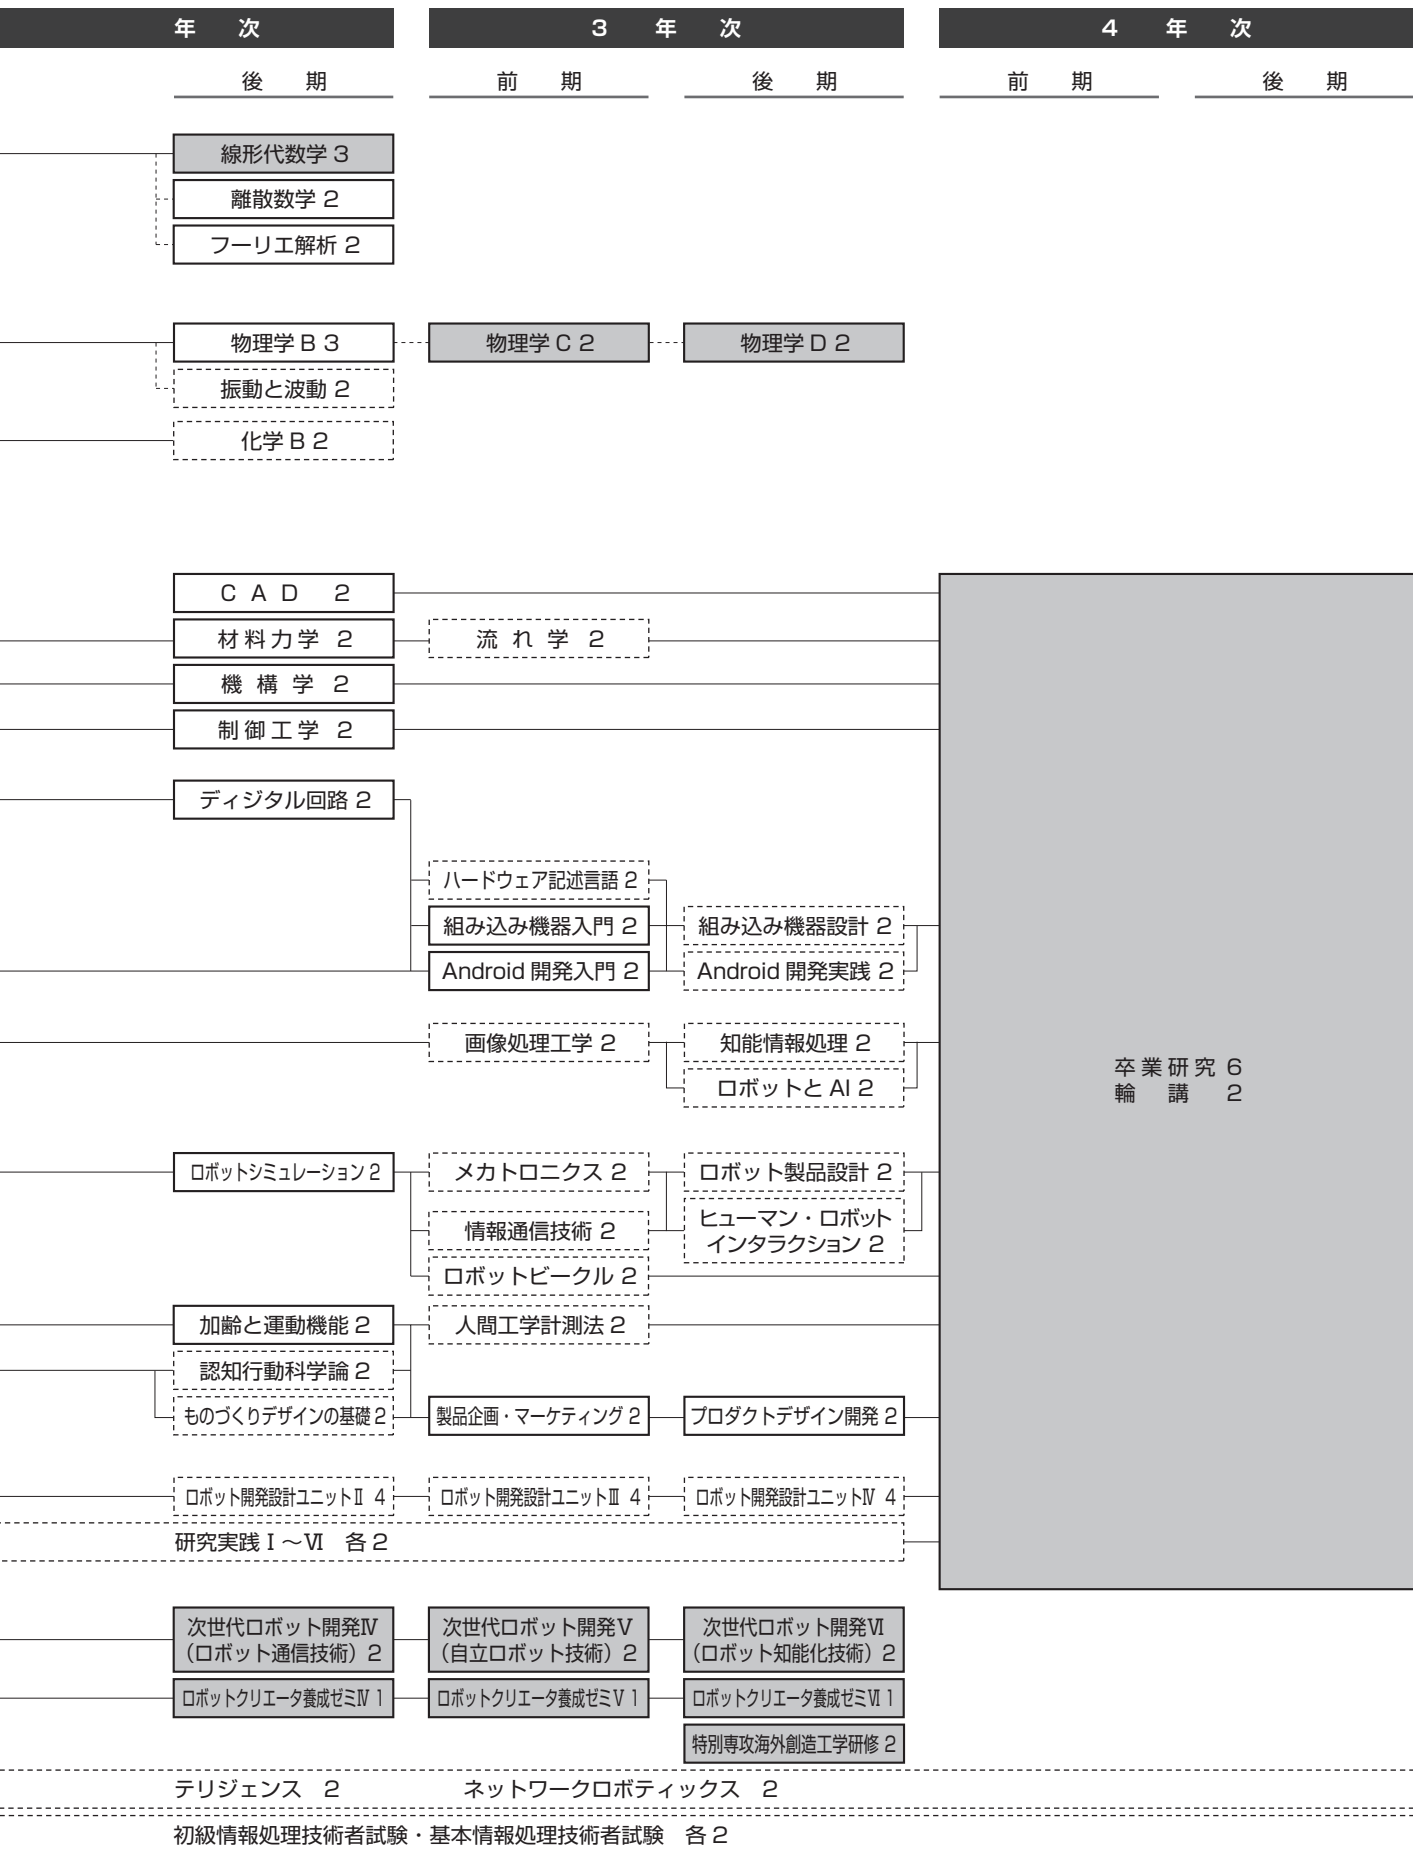 年 次
3 年 次
4 年 次
後 期
前 期
後 期
前 期
後 期
線形代数学 3
離散数学 2
フーリエ解析 2
物理学 B 3
物理学 C 2
物理学 D 2
振動と波動 2
化学 B 2
C A D 2
材料力学 2
流れ学 2
機構学 2
制御工学 2
ディジタル回路 2
ハードウェア記述言語 2
組み込み機器入門 2
組み込み機器設計 2
Android 開発入門 2
Android 開発実践 2
画像処理工学 2
知能情報処理 2
ロボットと AI 2
卒業研究 6
輪講 2
ロボットシミュレーション 2
メカトロニクス 2
ロボット製品設計 2
情報通信技術 2
ヒューマン・ロボット
インタラクション 2
ロボットビークル 2
加齢と運動機能 2
人間工学計測法 2
認知行動科学論 2
ものづくりデザインの基礎 2
製品企画・マーケティング 2
プロダクトデザイン開発 2
ロボット開発設計ユニットⅡ 4
ロボット開発設計ユニットⅢ 4
ロボット開発設計ユニットⅣ 4
研究実践Ⅰ～Ⅵ 各 2
次世代ロボット開発Ⅳ
（ロボット通信技術）2
次世代ロボット開発Ⅴ
（自立ロボット技術）2
次世代ロボット開発Ⅵ
（ロボット知能化技術）2
ロボットクリエータ養成ゼミⅣ 1
ロボットクリエータ養成ゼミⅤ 1
ロボットクリエータ養成ゼミⅥ 1
特別専攻海外創造工学研修 2
テリジェンス 2
ネットワークロボティックス 2
初級情報処理技術者試験・基本情報処理技術者試験 各 2